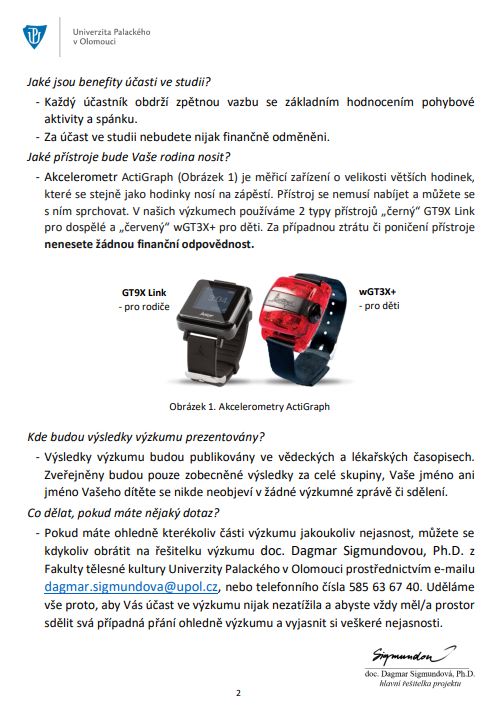 Univerzita Palackého
v Olomouci
Jaké jsou benefity účasti ve studii?
- Každý účastník obdrží zpětnou vazbu se základním hodnocením pohybové
aktivity a spánku.
- Za účast ve studii nebudete nijak finančně odměněni.
Jaké přístroje bude Vaše rodina nosit?
- Akcelerometr ActiGraph (Obrázek 1) je měřicí zařízení o velikosti větších hodinek,
které se stejně jako hodinky nosí na zápěstí. Přístroj se nemusí nabíjet a můžete se
s ním sprchovat. V našich výzkumech používáme 2 typy přístrojů „černý“ GT9X Link
pro dospělé a „červený“ wGT3X+ pro děti. Za případnou ztrátu či poničení přístroje
nenesete žádnou finanční odpovědnost.
GT9X Link
- pro rodiče
wGT3X+
- pro děti
Obrázek 1. Akcelerometry ActiGraph
Kde budou výsledky výzkumu prezentovány?
- Výsledky výzkumu budou publikovány ve vědeckých a lékařských časopisech.
Zveřejněny budou pouze zobecněné výsledky za celé skupiny, Vaše jméno ani
jméno Vašeho dítěte se nikde neobjeví v žádné výzkumné zprávě či sdělení.
Co dělat, pokud máte nějaký dotaz?
- Pokud máte ohledně kterékoliv části výzkumu jakoukoliv nejasnost, můžete se
kdykoliv obrátit na řešitelku výzkumu doc. Dagmar Sigmundovou, Ph.D. z
Fakulty tělesné kultury Univerzity Palackého v Olomouci prostřednictvím e-mailu
dagmar.sigmundova@upol.cz, nebo telefonního čísla 585 63 67 40. Uděláme
vše proto, aby Vás účast ve výzkumu nijak nezatížila a abyste vždy měl/a prostor
sdělit svá případná přání ohledně výzkumu a vyjasnit si veškeré nejasnosti.
doc. Dagmar Sigmundová, Ph.D.
hlavní řešitelka projektu
2